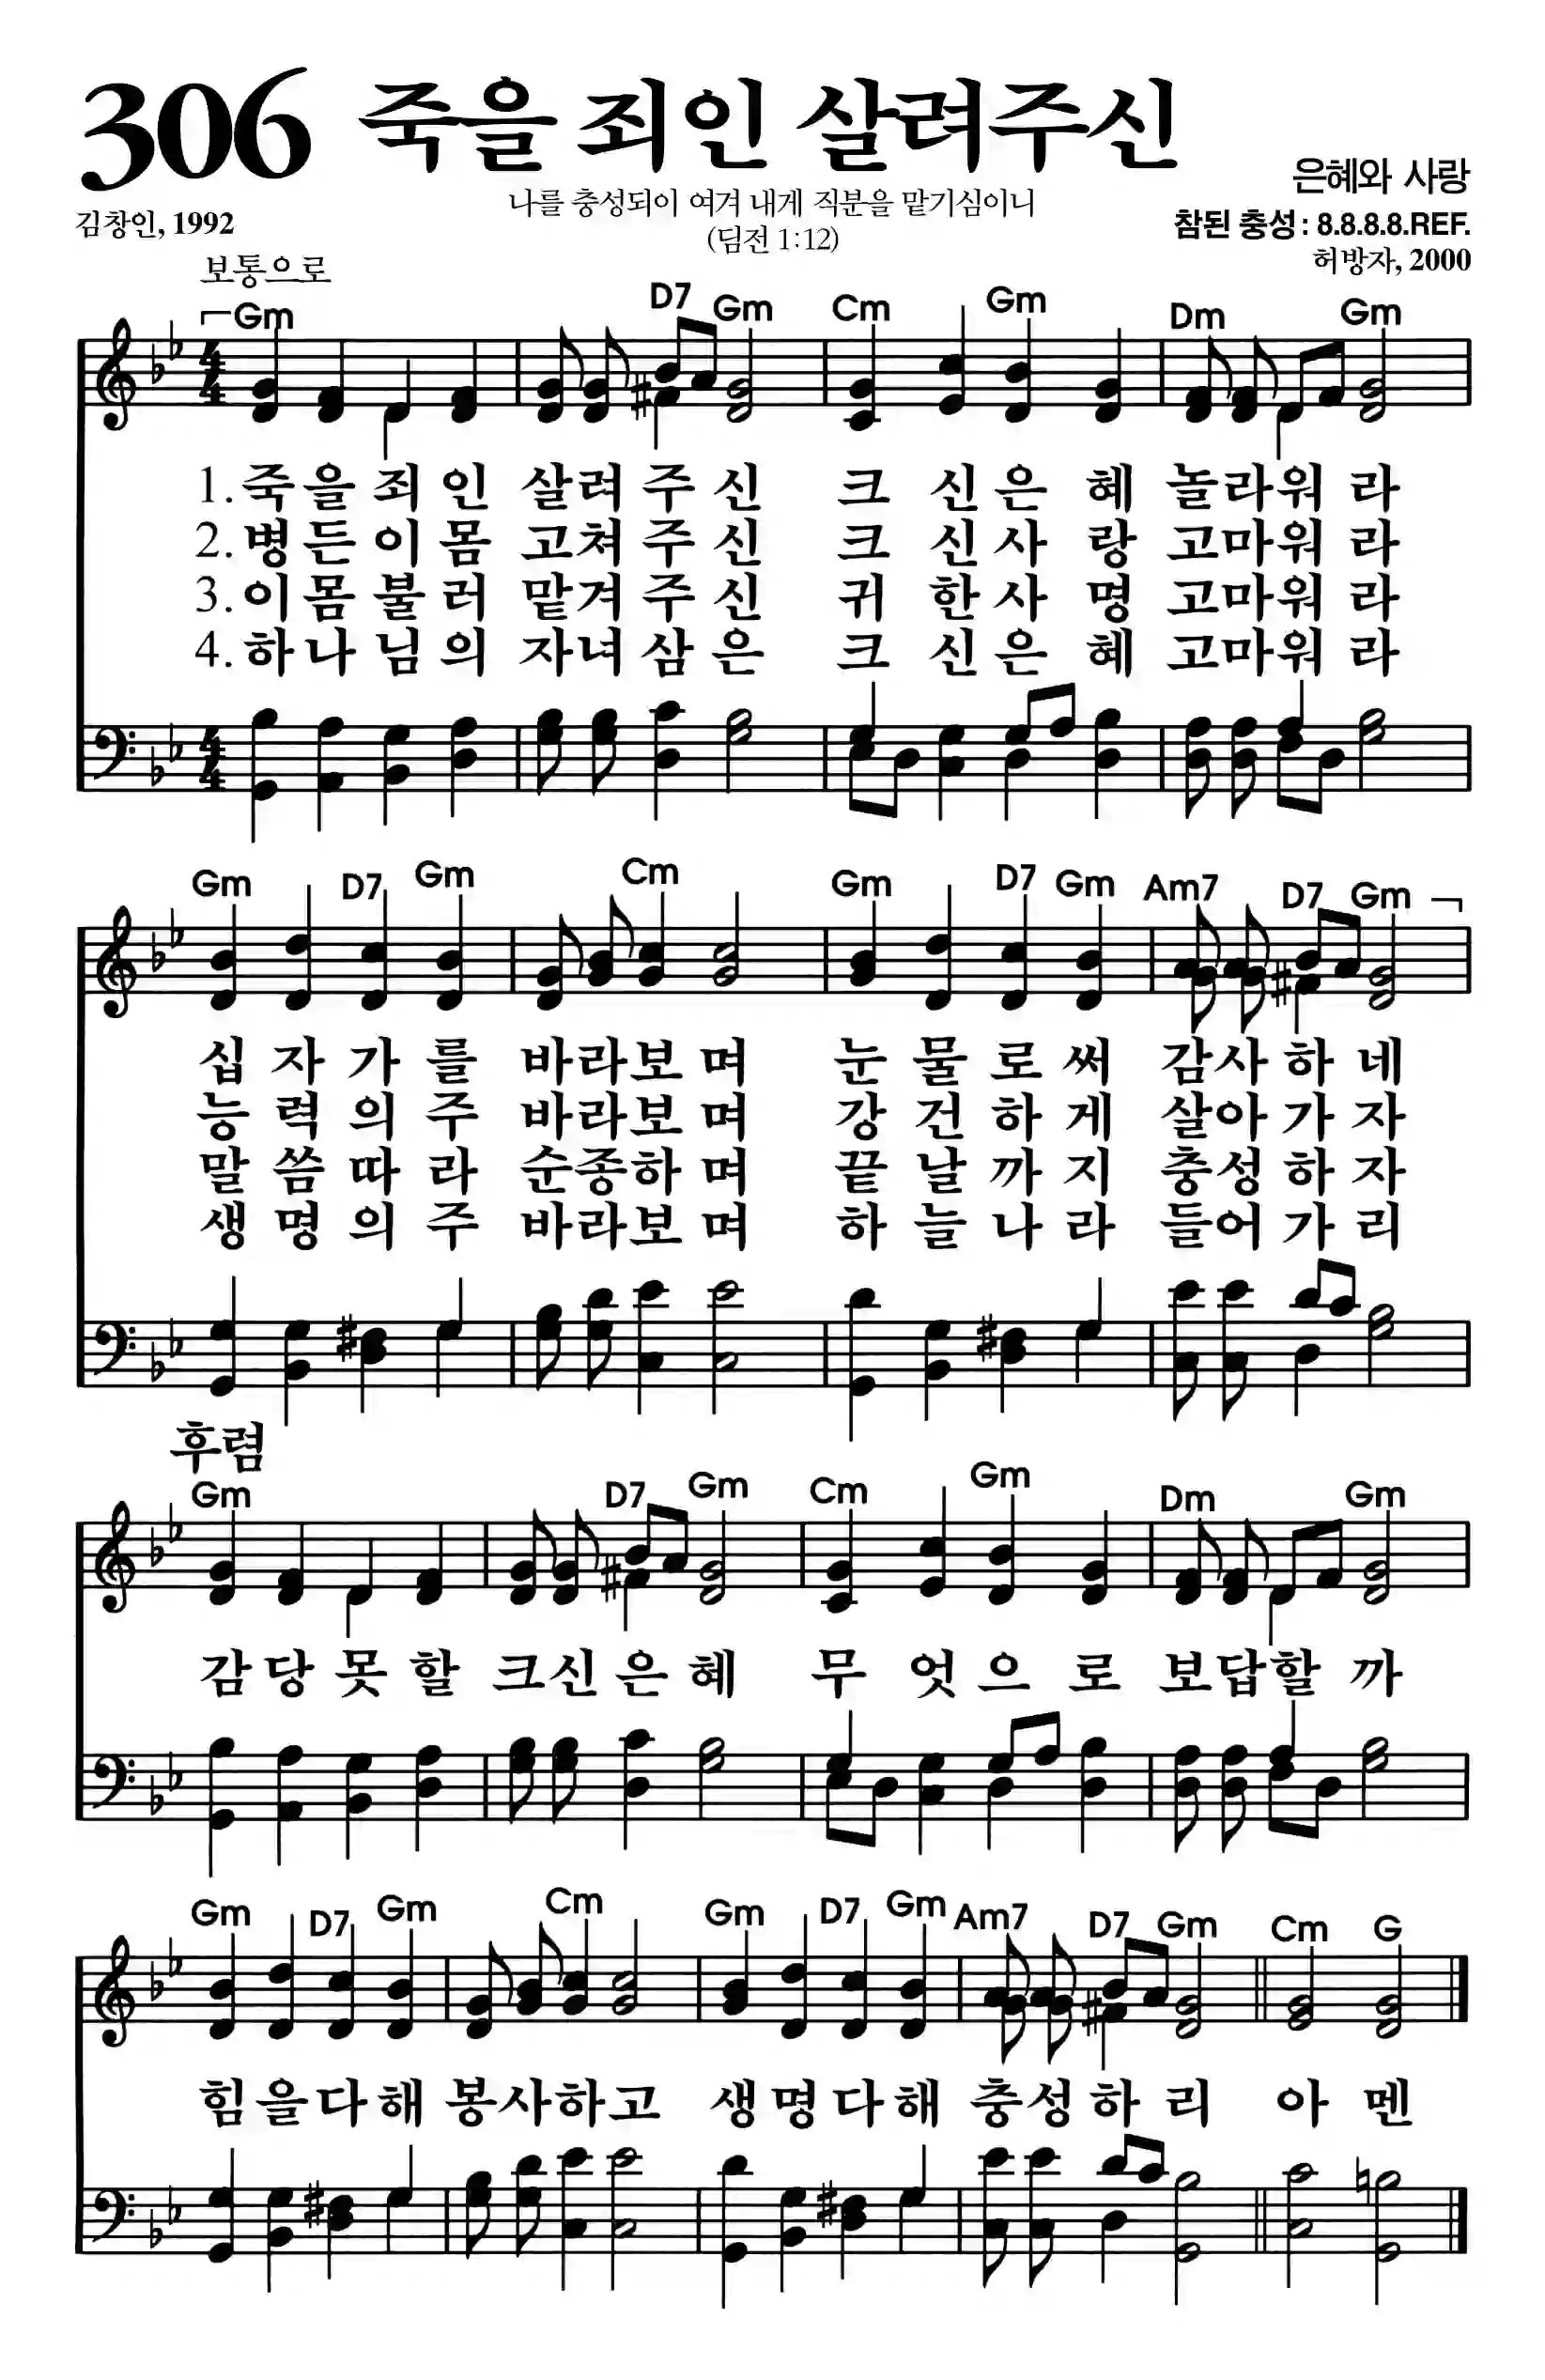 306 죽을 죄인 살려주신
은혜와 사랑
나를 충성되이 여겨 내게 직분을 맡기심이니
(딤전 1:12)
김창인, 1992
참된 충성: 8.8.8.8.REF.
허방자, 2000
보통으로
Gm D7 Gm Cm Gm Dm Gm
1. 죽을죄인 살려주신 크신은혜 놀라워라
2. 병든이몸 고쳐주신 크신사랑 고마워라
3. 이몸불러 맡겨주신 귀한사명 고마워라
4. 하나님의 자녀삼은 크신은혜 고마워라
Gm D7 Gm Cm Gm D7 Gm Am7 D7 Gm
십자가를 바라보며 눈물로써 감사하네
능력의주 바라보며 강건하게 살아가자
말씀따라 순종하며 끝날까지 충성하자
생명의주 바라보며 하늘나라 들어가리
후렴
Gm D7 Gm Cm Gm Dm Gm
감당못할 크신은혜 무엇으로 보답할까
Gm D7 Gm Cm Gm D7 Gm Am7 D7 Gm Cm G
힘을다해 봉사하고 생명다해 충성하리 아멘